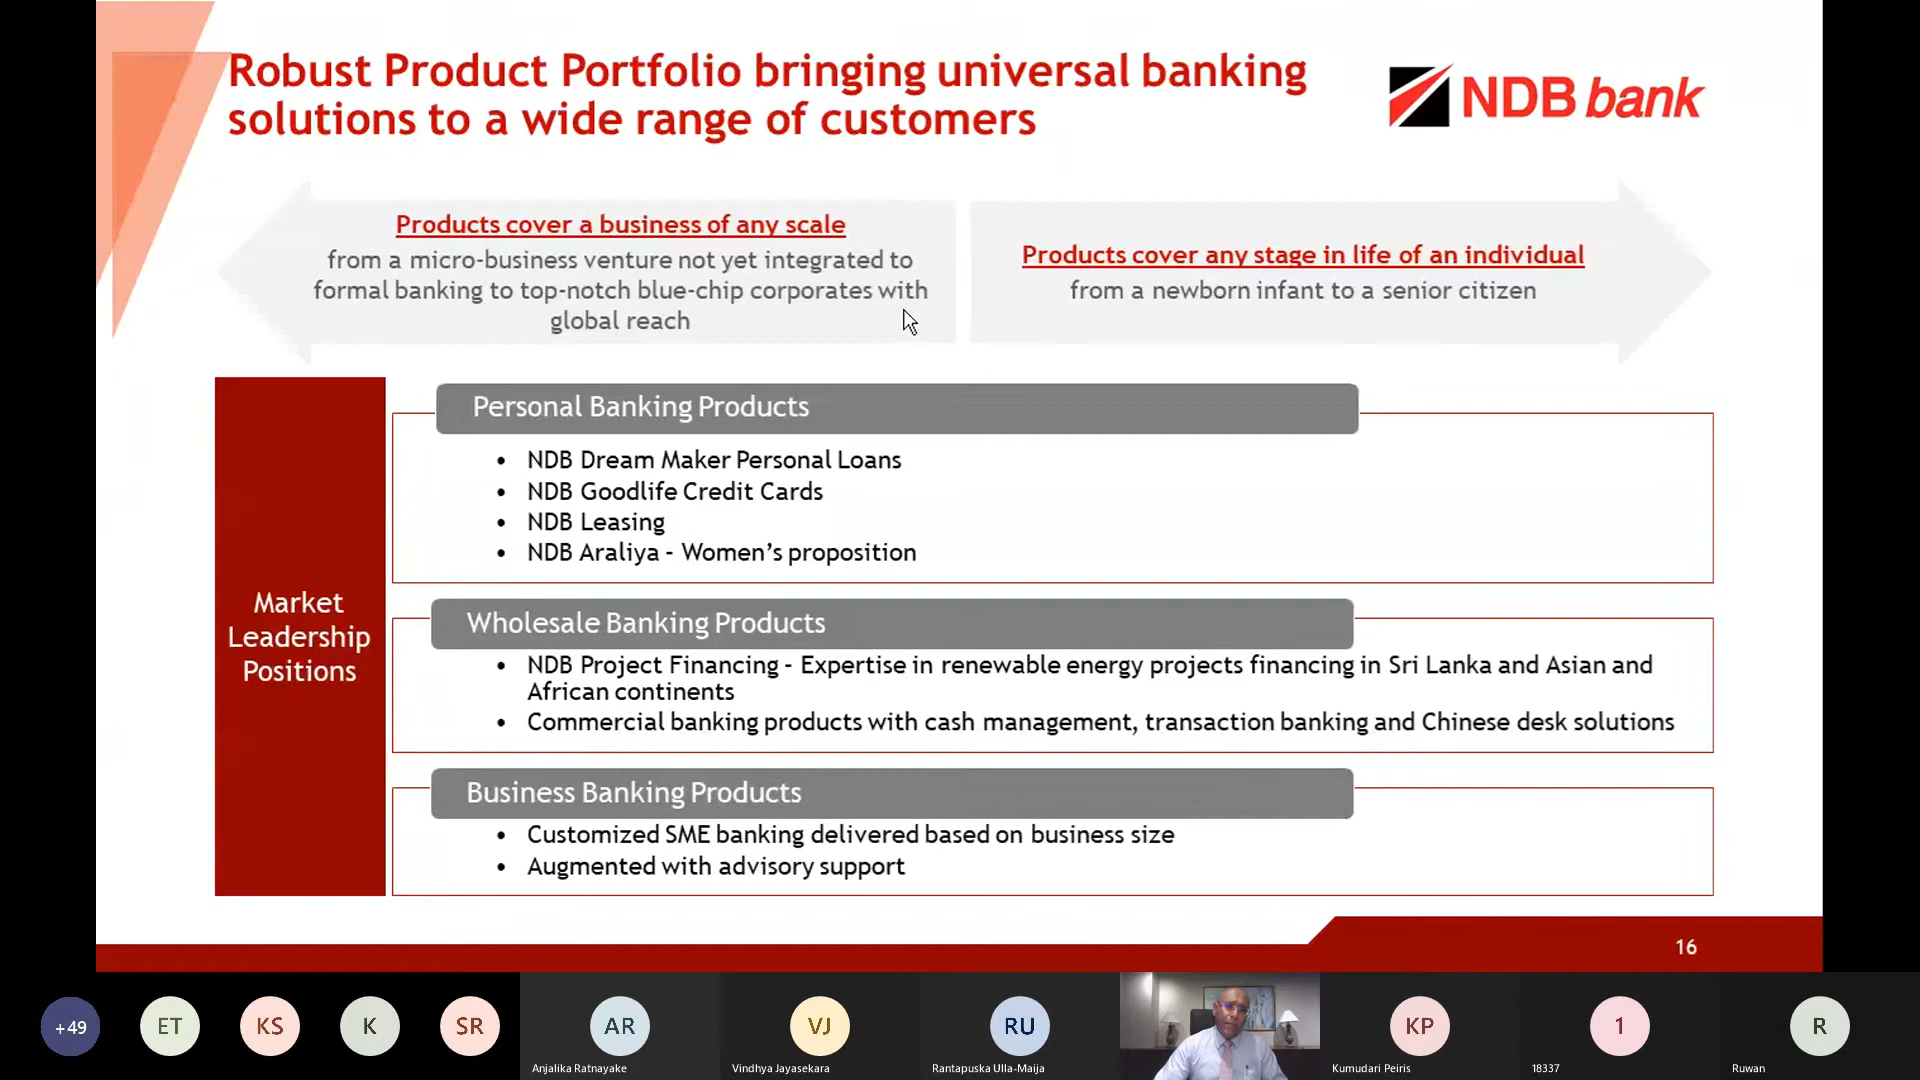 Robust Product Portfolio bringing universal banking
solutions to a wide range of customers
NDB bank
Products cover a business of any scale
from a micro-business venture not yet integrated to
formal banking to top-notch blue-chip corporates with
global reach
Products cover any stage in life of an individual
from a newborn infant to a senior citizen
Market
Leadership
Positions
Personal Banking Products
• NDB Dream Maker Personal Loans
• NDB Goodlife Credit Cards
• NDB Leasing
• NDB Araliya - Women’s proposition
Wholesale Banking Products
• NDB Project Financing - Expertise in renewable energy projects financing in Sri Lanka and Asian and
African continents
• Commercial banking products with cash management, transaction banking and Chinese desk solutions
Business Banking Products
• Customized SME banking delivered based on business size
• Augmented with advisory support
16
+49
ET
KS
K
SR
AR
Anjalika Ratnayake
VJ
Vindhya Jayasekara
RU
Rantapuska Ulla-Maija
KP
Kumudari Peiris
1
18337
R
Ruwan